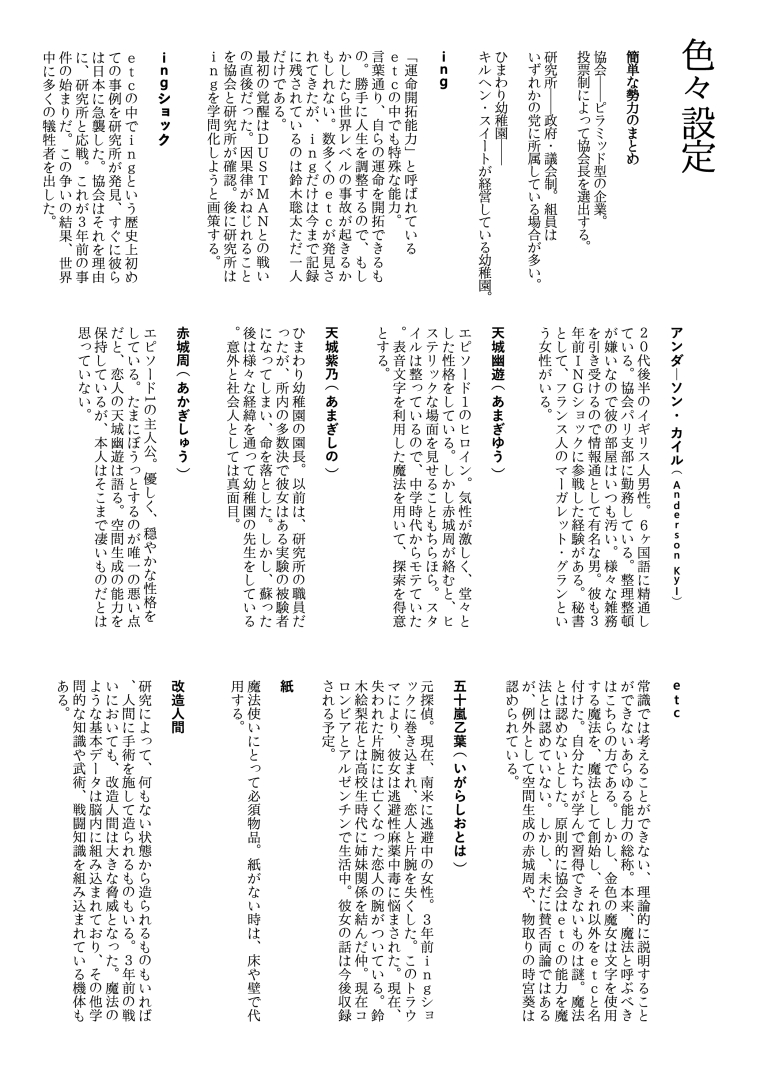 色々設定
簡単な勢力のまとめ
協会――ピラミッド型の企業。
投票制によって協会長を選出する。
研究所――政府・議会制。組員は
いずれかの党に所属している場合が多い。
ひまわり幼稚園――
キルヘン・スイートが経営している幼稚園。
ing
「運命開拓能力」と呼ばれている
etcの中でも特殊な能力。
言葉通り、自らの運命を開拓できるも
の。勝手に人生を調整するので、もし
かしたら世界レベルの事故が起きるか
もしれない。数多くのetcが発見さ
れてきたが、ingだけは今まで記録
に残されているのは鈴木聡太ただ一人
だけである。
最初の覚醒はDUSTMANとの戦い
の直後だった。因果律がねじれること
を協会と研究所が確認。後に研究所は
ingを学問化しようと画策する。
ingショック
etcの中でingという歴史上初め
ての事例を研究所が発見、すぐに彼ら
は日本に急襲した。協会はそれを理由
に、研究所と応戦。これが3年前の事
件の始まりだ。この争いの結果、世界
中に多くの犠牲者を出した。
アンダーソン・カイル（Anderson Kyl）
20代後半のイギリス人男性。6ヶ国語に精通し
ている。協会パリ支部に勤務している。整理整頓
が嫌いなので彼の部屋はいつも汚い。様々な雑務
を引き受けるので情報通として有名な男。彼も3
年前INGショックに参戦した経験がある。秘書
として、フランス人のマーガレット・グランとい
う女性がいる。
天城幽遊（あまぎゆう）
エピソード1のヒロイン。気性が激しく、堂々と
した性格をしている。しかし赤城周が絡むと、ヒ
ステリックな場面を見せることもちらほら。スタ
イルは整っているので、中学時代からモテていた
。表音文字を利用した魔法を用いて、探索を得意
とする。
天城紫乃（あまぎしの）
ひまわり幼稚園の園長。以前は、研究所の職員だ
ったが、所内の多数決で彼女はある実験の被験者
になってしまい、命を落とした。しかし、蘇った
後は様々な経緯を通って幼稚園の先生をしている
。意外と社会人としては真面目。
赤城周（あかぎしゅう）
エピソード1の主人公。優しく、穏やかな性格を
している。たまにぼうっとするのが唯一の悪い点
だと、恋人の天城幽遊は語る。空間生成の能力を
保持しているが、本人はそこまで凄いものだとは
思っていない。
etc
常識では考えることができない、理論的に説明すること
ができないあらゆる能力の総称。本来、魔法と呼ぶべき
はこちらの方である。しかし、金色の魔女は文字を使用
する魔法を、魔法として創始し、それ以外をetcと名
付けた。自分たちが学んで習得できないものは謎。魔法
とは認めないとした。原則的に協会はetcの能力を魔
法とは認めていない。しかし、未だに賛否両論ではある
が、例外として空間生成の赤城周や、物取りの時宮葵は
認められている。
五十嵐乙葉（いがらしおとは）
元探偵。現在、南米に逃避中の女性。3年前ingショ
ックに巻き込まれ、恋人と片腕を失くした。このトラウ
マにより、彼女は逃避性麻薬中毒に悩まされた。現在、
失われた片腕には亡くなった恋人の腕がついている。鈴
木絵梨花とは高校生時代に姉妹関係を結んだ仲。現在コ
ロンビアとアルゼンチンで生活中。彼女の話は今後収録
される予定。
紙
魔法使いにとって必須物品。紙がない時は、床や壁で代
用する。
改造人間
研究によって、何もない状態から造られるものもいれば
、人間に手術を施して造られるものもいる。3年前の戦
いにおいても、改造人間は大きな脅威となった。魔法の
ような基本データは脳内に組み込まれており、その他学
問的な知識や武術、戦闘知識を組み込まれている機体も
ある。